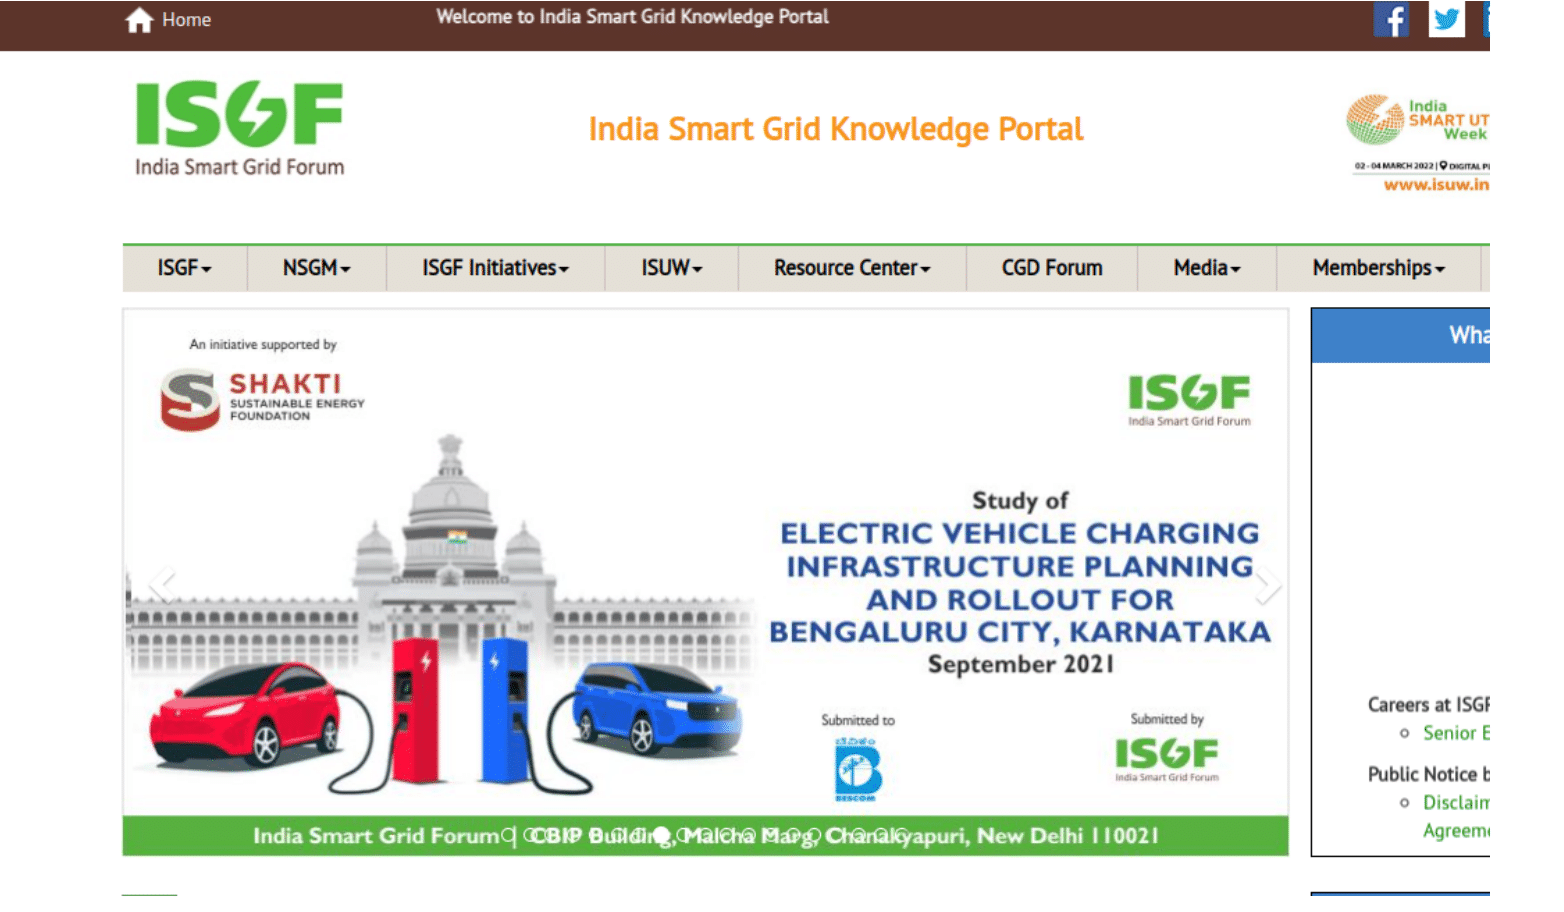 Home
Welcome to India Smart Grid Knowledge Portal
ISGF
India Smart Grid Forum
India Smart Grid Knowledge Portal
India
SMART UT
Week
02 - 04 MARCH 2022 | DIGITAL P
www.isuw.in
ISGF NSGM ISGF Initiatives ISUW Resource Center CGD Forum Media Memberships
An initiative supported by
SHAKTI
SUSTAINABLE ENERGY
FOUNDATION
ISGF
India Smart Grid Forum
Study of
ELECTRIC VEHICLE CHARGING
INFRASTRUCTURE PLANNING
AND ROLLOUT FOR
BENGALURU CITY, KARNATAKA
September 2021
Submitted to
BESCOM
Submitted by
ISGF
India Smart Grid Forum
India Smart Grid Forum | CBIP Building, Malcha Marg, Chanakyapuri, New Delhi 110021
Wha
Careers at ISGF
Senior E
Public Notice b
Disclaim
Agreeme